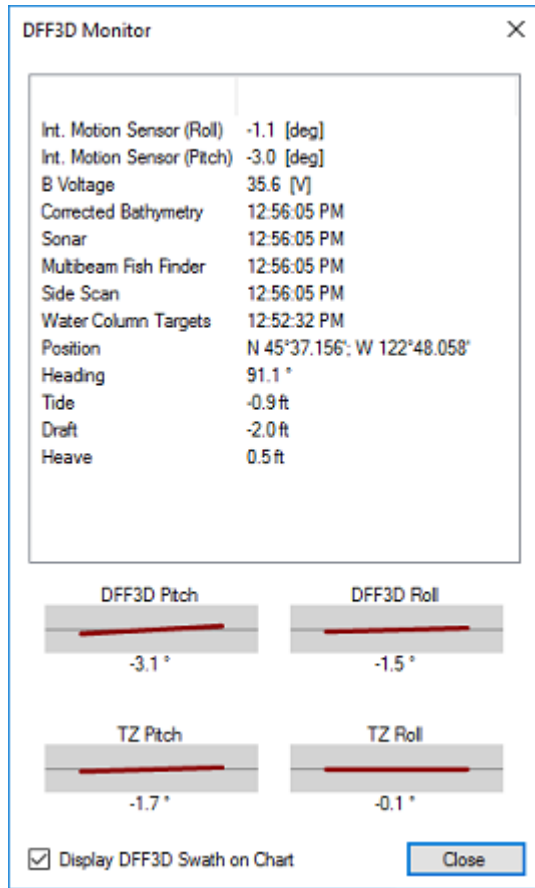 DFF3D Monitor
Int. Motion Sensor (Roll) -1.1 [deg]
Int. Motion Sensor (Pitch) -3.0 [deg]
B Voltage 35.6 [V]
Corrected Bathymetry 12:56:05 PM
Sonar 12:56:05 PM
Multibeam Fish Finder 12:56:05 PM
Side Scan 12:56:05 PM
Water Column Targets 12:52:32 PM
Position N 45°37.156'; W 122°48.058'
Heading 91.1 °
Tide -0.9 ft
Draft -2.0 ft
Heave 0.5 ft
DFF3D Pitch DFF3D Roll
-3.1 ° -1.5 °
TZ Pitch TZ Roll
-1.7 ° -0.1 °
Display DFF3D Swath on Chart Close